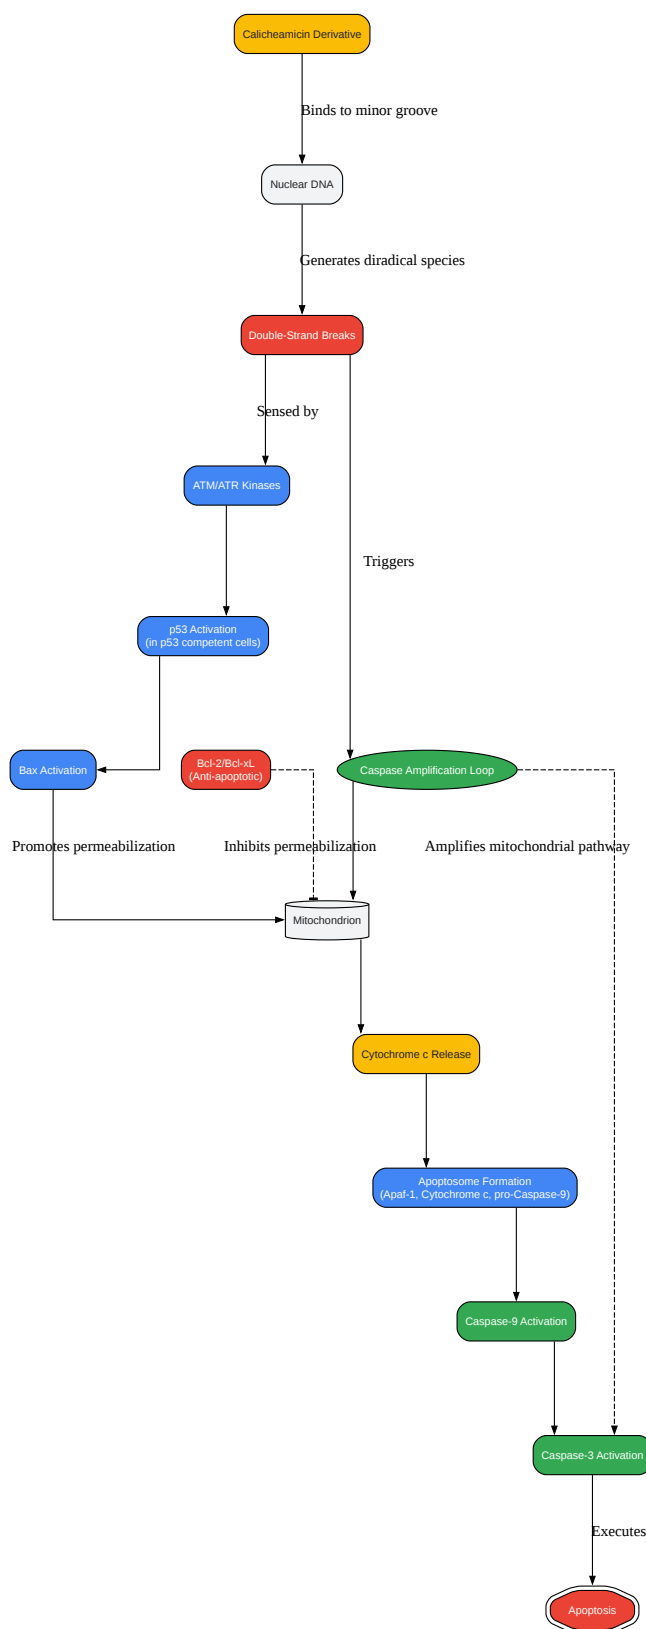 Calicheamicin Derivative
Binds to minor groove
Nuclear DNA
Generates diradical species
Double-Strand Breaks
Sensed by
ATM/ATR Kinases
Triggers
p53 Activation
(in p53 competent cells)
Bax Activation
Bcl-2/Bcl-xL
(Anti-apoptotic)
Caspase Amplification Loop
Promotes permeabilization
Inhibits permeabilization
Amplifies mitochondrial pathway
Mitochondrion
Cytochrome c Release
Apoptosome Formation
(Apaf-1, Cytochrome c, pro-Caspase-9)
Caspase-9 Activation
Caspase-3 Activation
Executes
Apoptosis